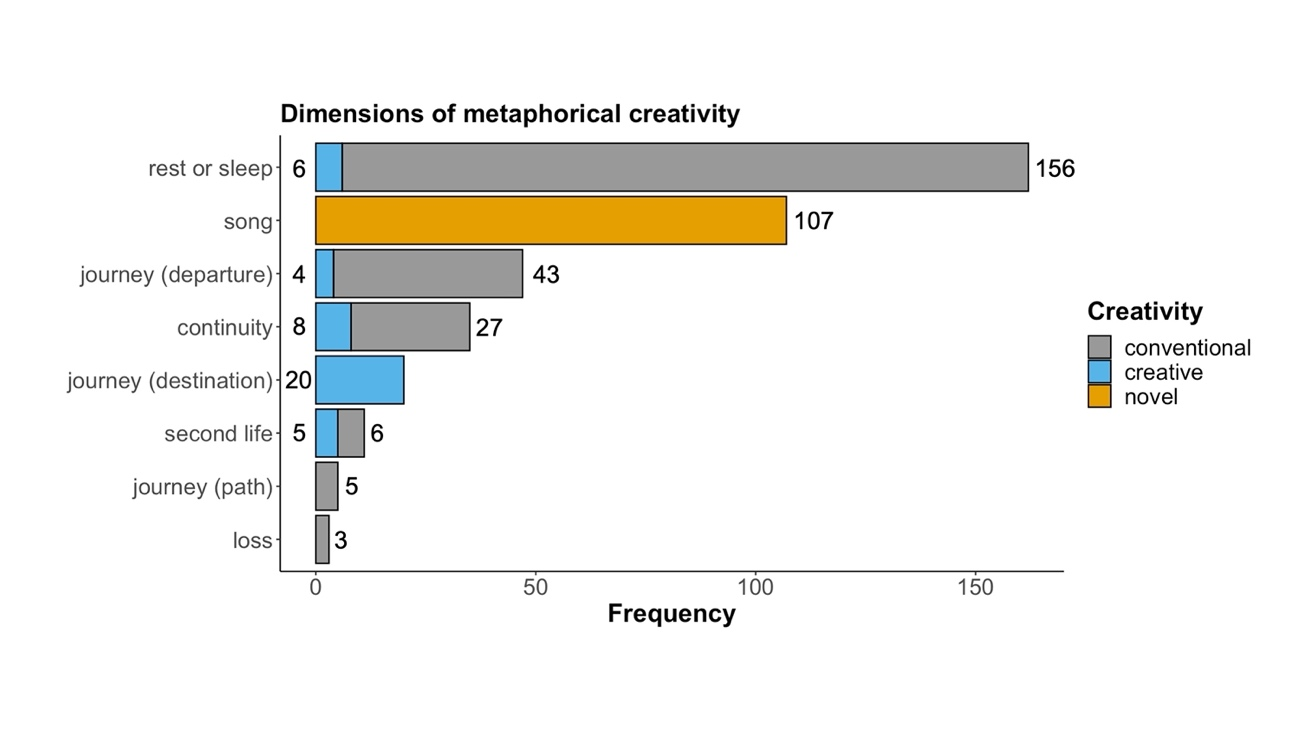 Dimensions of metaphorical creativity
rest or sleep 6 156
song 107
journey (departure) 4 43
continuity 8 27
journey (destination) 20
second life 5 6
journey (path) 5
loss 3
0 50 100 150
Frequency
Creativity
conventional
creative
novel